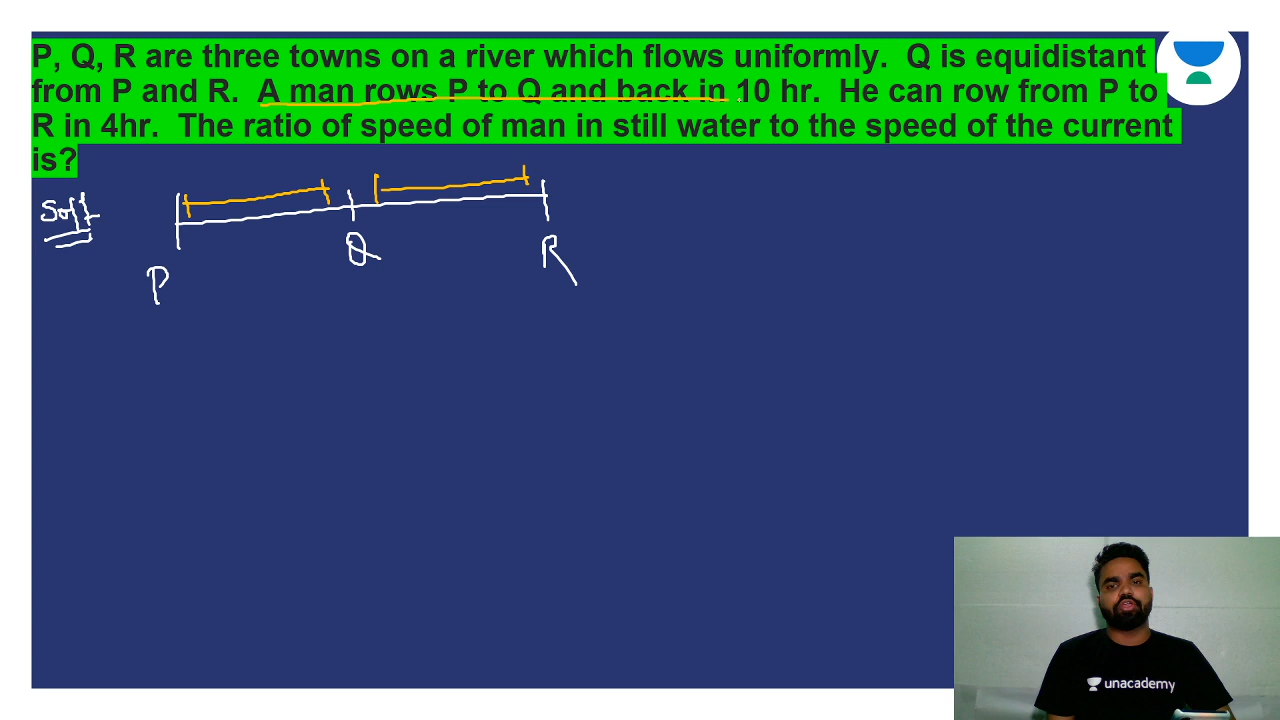 P, Q, R are three towns on a river which flows uniformly. Q is equidistant
from P and R. A man rows P to Q and back in 10 hr. He can row from P to
R in 4hr. The ratio of speed of man in still water to the speed of the current
is?
Solⁿ
P
Q
R
unacademy